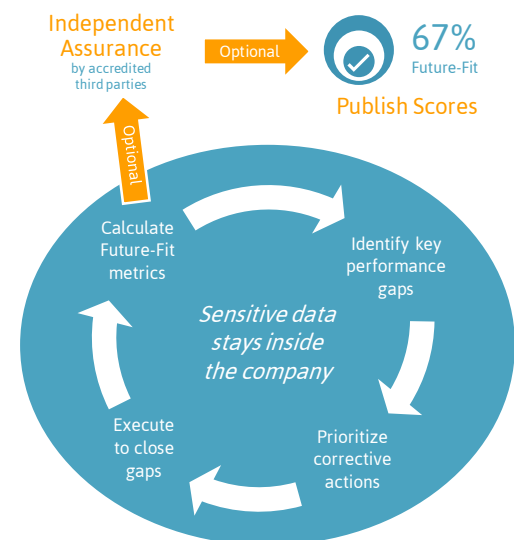 Independent
Assurance
by accredited
third parties
Optional
67%
Future-Fit
Publish Scores
Optional
Calculate
Future-Fit
metrics
Identify key
performance
gaps
Sensitive data
stays inside
the company
Execute
to close
gaps
Prioritize
corrective
actions